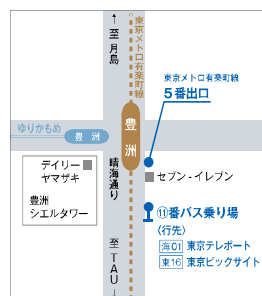 ↑至月島
東京メトロ有楽町線
東京メトロ有楽町線
5番出口
ゆりかもめ
豊洲
豊洲
デイリー
ヤマザキ
豊洲
シエルタワー
晴海通り
セブン-イレブン
⑪番バス乗り場
〈行先〉
海01 東京テレポート
東16 東京ビックサイト
至TAU↓